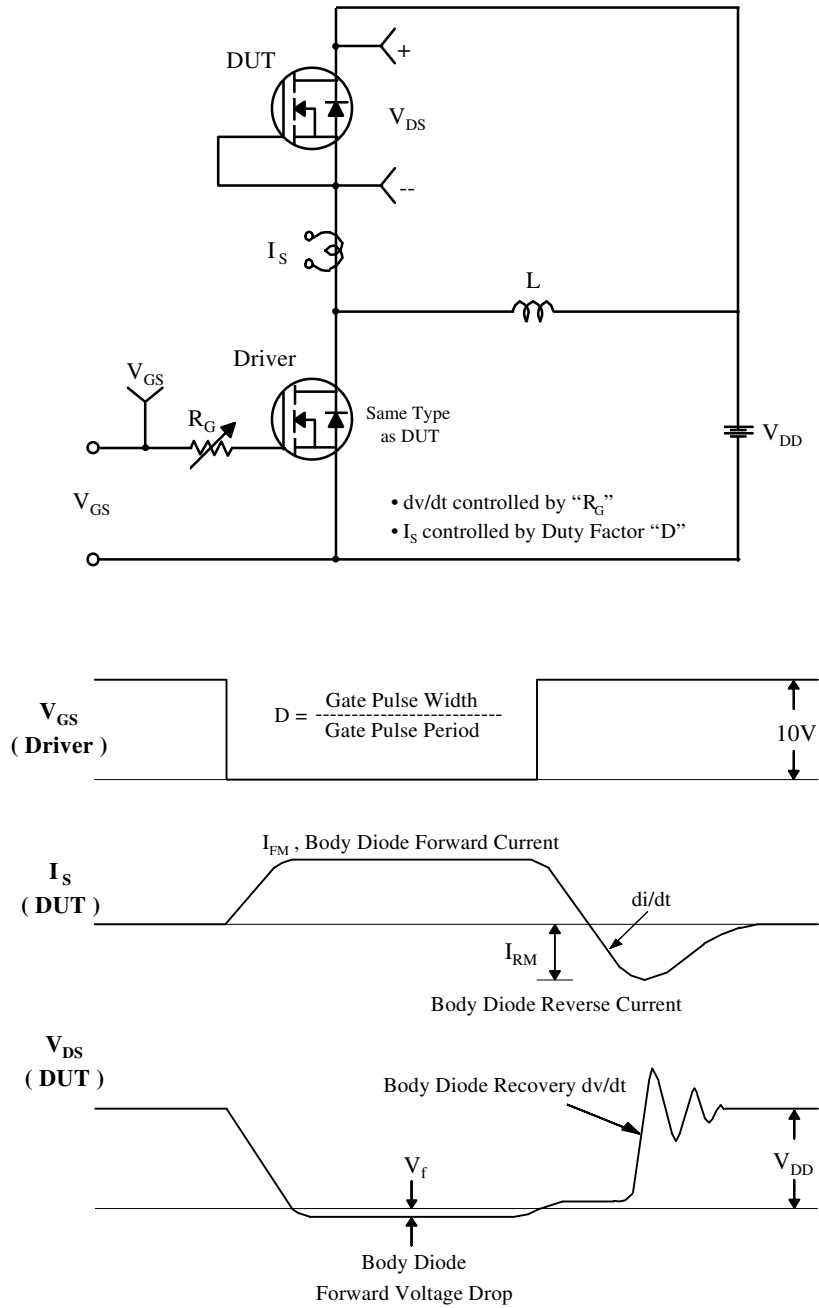 DUT
+
V_DS
--
I_S
L
Driver
V_GS
R_G
Same Type
as DUT
V_DD
V_GS
• dv/dt controlled by “R_G”
• I_S controlled by Duty Factor “D”
V_GS
( Driver )
D = Gate Pulse Width
--------------------------
Gate Pulse Period
10V
I_FM , Body Diode Forward Current
I_S
( DUT )
di/dt
I_RM
Body Diode Reverse Current
V_DS
( DUT )
Body Diode Recovery dv/dt
V_f
V_DD
Body Diode
Forward Voltage Drop